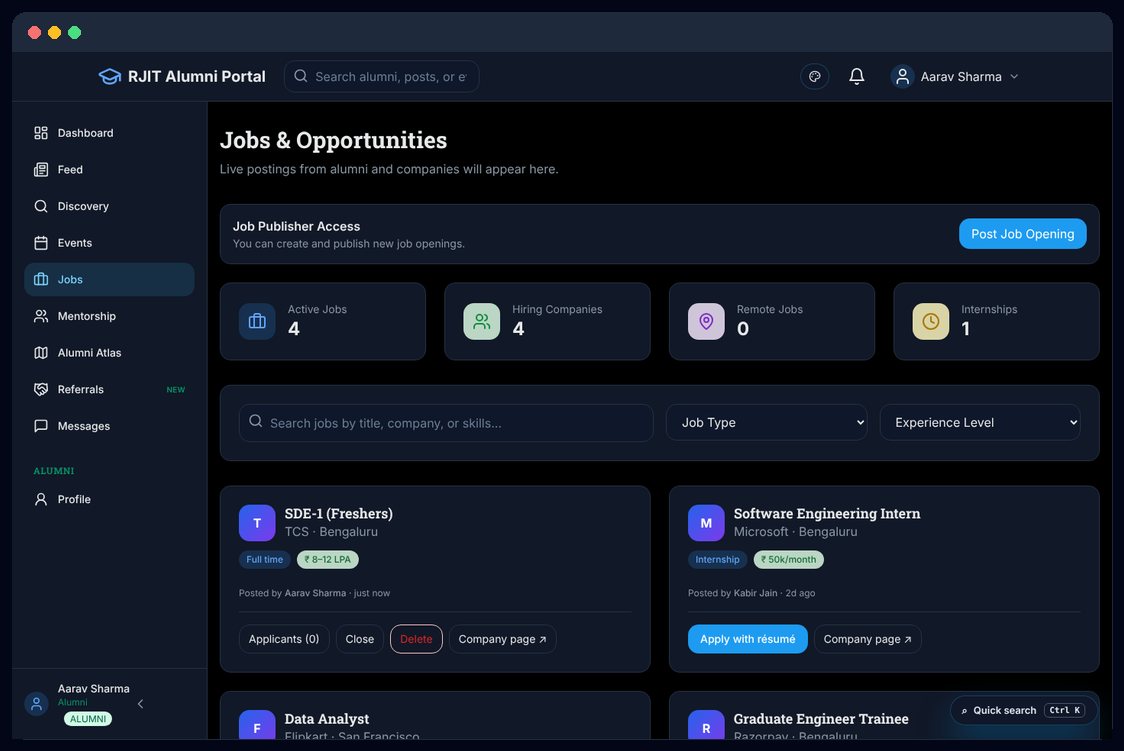 RJIT Alumni Portal
Search alumni, posts, or e
Aarav Sharma
Dashboard
Feed
Discovery
Events
Jobs
Mentorship
Alumni Atlas
Referrals NEW
Messages
ALUMNI
Profile
Aarav Sharma
Alumni
ALUMNI
Jobs & Opportunities
Live postings from alumni and companies will appear here.
Job Publisher Access
You can create and publish new job openings.
Post Job Opening
Active Jobs
4
Hiring Companies
4
Remote Jobs
0
Internships
1
Search jobs by title, company, or skills...
Job Type
Experience Level
T
SDE-1 (Freshers)
TCS · Bengaluru
Full time
₹ 8–12 LPA
Posted by Aarav Sharma · just now
Applicants (0)
Close
Delete
Company page ↗
M
Software Engineering Intern
Microsoft · Bengaluru
Internship
₹ 50k/month
Posted by Kabir Jain · 2d ago
Apply with résumé
Company page ↗
F
Data Analyst
Flipkart · San Francisco
R
Graduate Engineer Trainee
Razorpay · Bengaluru
Quick search Ctrl K